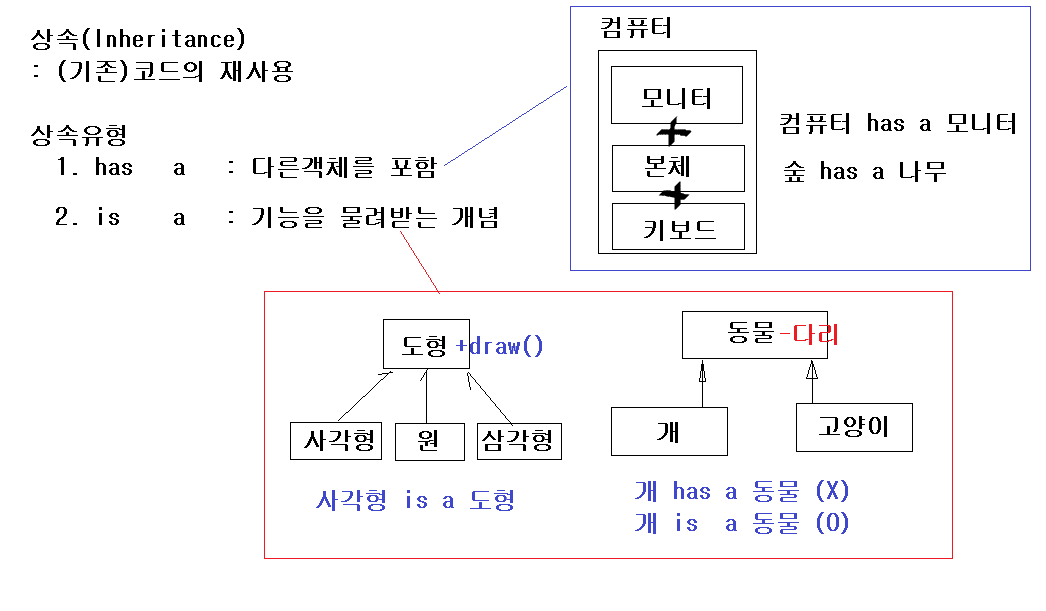 상속(Inheritance)
: (기존)코드의 재사용
상속유형
1. has a : 다른객체를 포함
2. is a : 기능을 물려받는 개념
컴퓨터
모니터
본체
키보드
컴퓨터 has a 모니터
숲 has a 나무
도형 +draw()
사각형 원 삼각형
사각형 is a 도형
동물 -다리
개 고양이
개 has a 동물 (X)
개 is a 동물 (O)